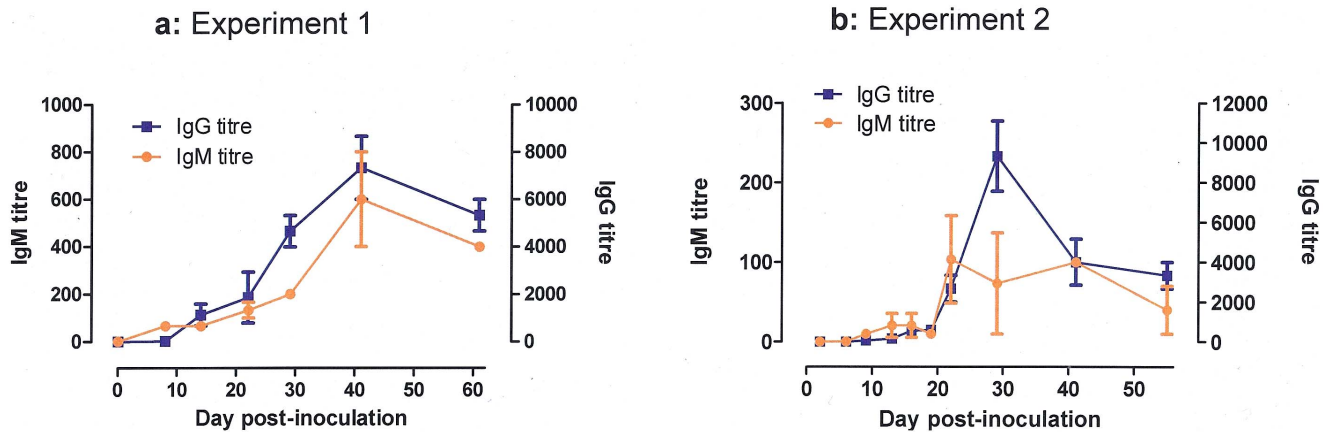 a: Experiment 1
IgG titre
IgM titre
1000
800
600
400
200
0
IgM titre
10000
8000
6000
4000
2000
0
IgG titre
0 10 20 30 40 50 60
Day post-inoculation
b: Experiment 2
IgG titre
IgM titre
300
200
100
0
IgM titre
12000
10000
8000
6000
4000
2000
0
IgG titre
0 10 20 30 40 50
Day post-inoculation